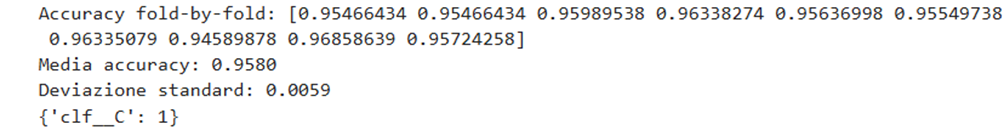 Accuracy fold-by-fold: [0.95466434 0.95466434 0.95989538 0.96338274 0.95636998 0.95549738
0.96335079 0.94589878 0.96858639 0.95724258]
Media accuracy: 0.9580
Deviazione standard: 0.0059
{'clf__C': 1}